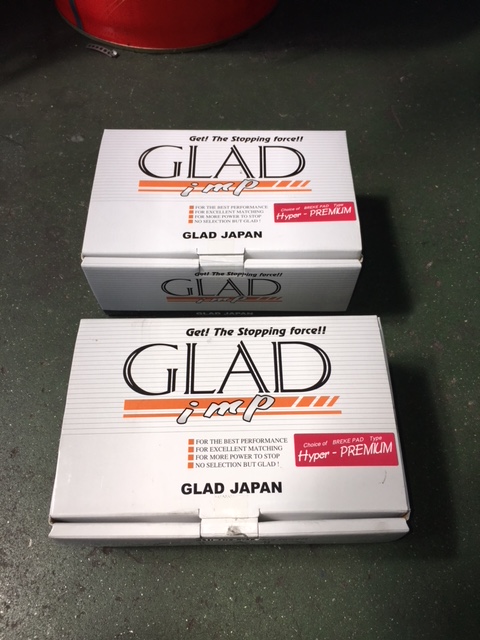 Get! The Stopping force!!
GLAD
imp
FOR THE BEST PERFORMANCE
FOR EXCELLENT MATCHING
FOR MORE POWER TO STOP
NO SELECTION BUT GLAD !
Choice of BREKE PAD Type
Hyper - PREMIUM
GLAD JAPAN
Get! The Stopping force!!
GLAD
imp
GLAD JAPAN
Get! The Stopping force!!
GLAD
imp
FOR THE BEST PERFORMANCE
FOR EXCELLENT MATCHING
FOR MORE POWER TO STOP
NO SELECTION BUT GLAD !
Choice of BREKE PAD Type
Hyper - PREMIUM
GLAD JAPAN